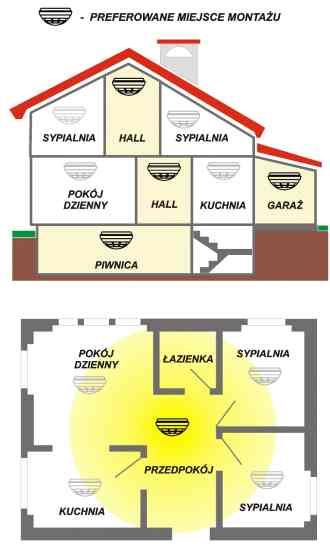 - PREFEROWANE MIEJSCE MONTAŻU
SYPIALNIA
HALL
SYPIALNIA
POKÓJ
DZIENNY
HALL
KUCHNIA
GARAŻ
PIWNICA
POKÓJ
DZIENNY
ŁAZIENKA
SYPIALNIA
PRZEDPOKÓJ
KUCHNIA
SYPIALNIA